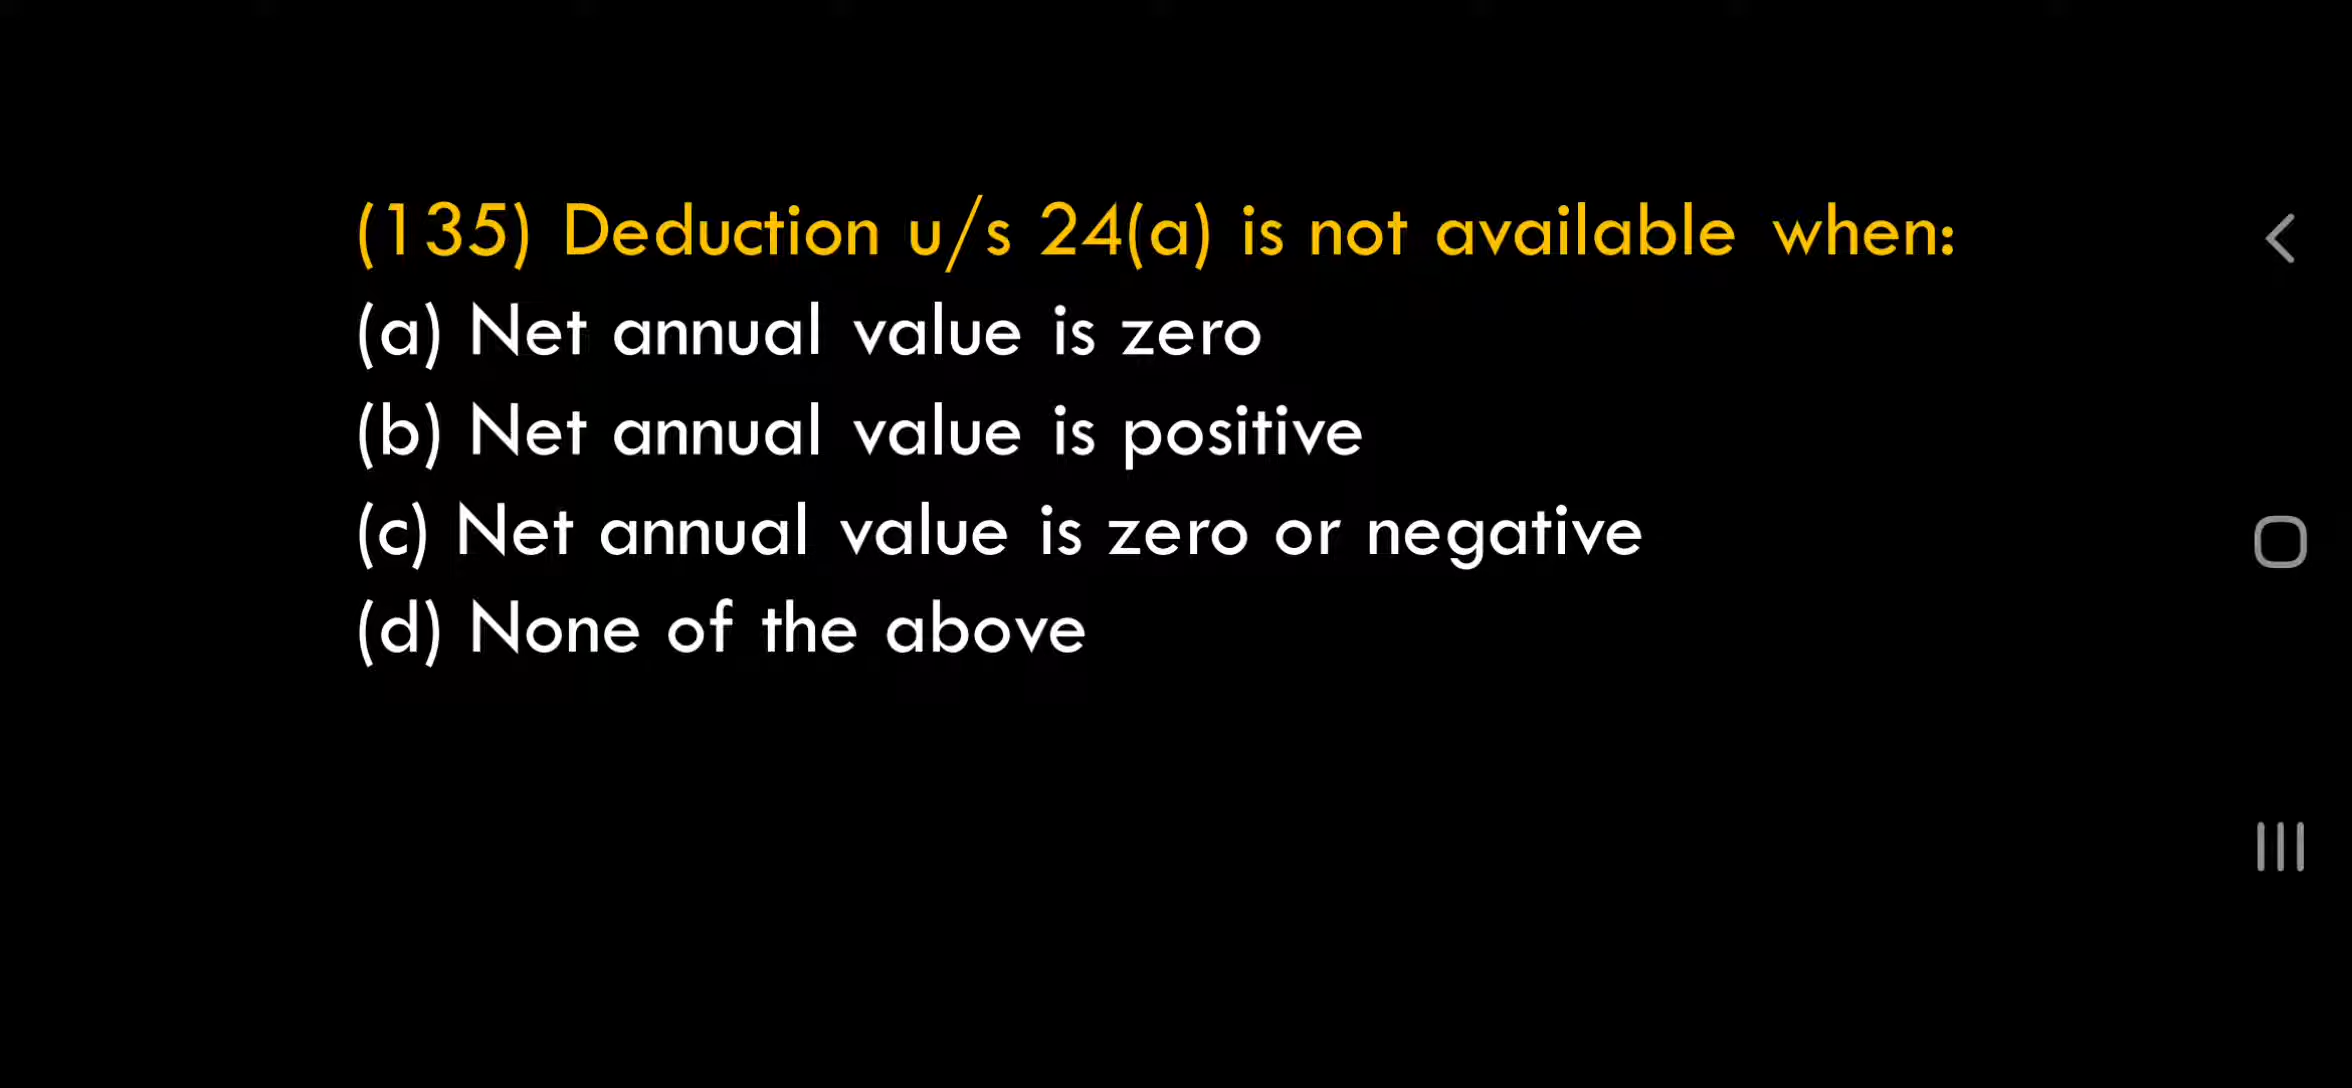 (135) Deduction u/s 24(a) is not available when:
(a) Net annual value is zero
(b) Net annual value is positive
(c) Net annual value is zero or negative
(d) None of the above